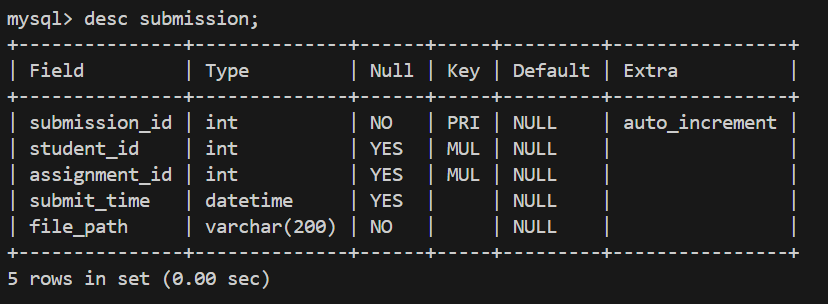 mysql> desc submission;
+---------------+--------------+------+-----+---------+----------------+
| Field         | Type         | Null | Key | Default | Extra          |
+---------------+--------------+------+-----+---------+----------------+
| submission_id | int          | NO   | PRI | NULL    | auto_increment |
| student_id    | int          | YES  | MUL | NULL    |                |
| assignment_id | int          | YES  | MUL | NULL    |                |
| submit_time   | datetime     | YES  |     | NULL    |                |
| file_path     | varchar(200) | NO   |     | NULL    |                |
+---------------+--------------+------+-----+---------+----------------+
5 rows in set (0.00 sec)